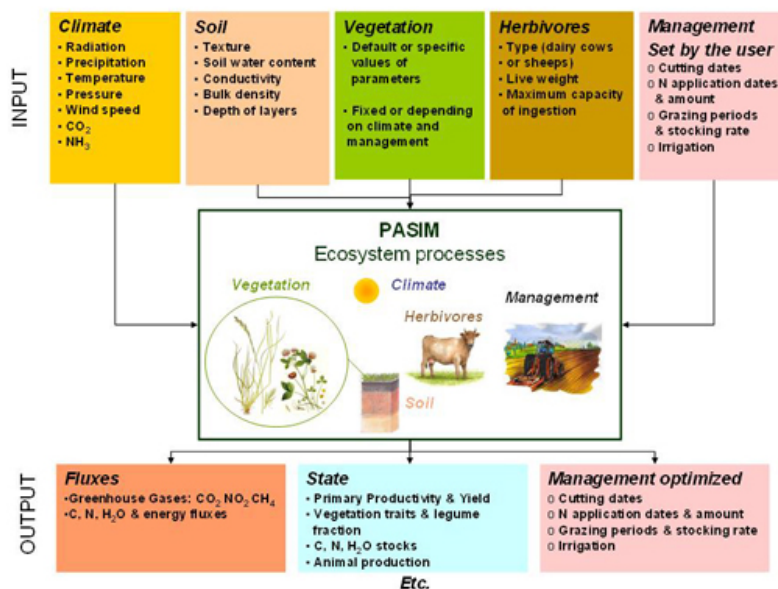 INPUT
Climate
• Radiation
• Precipitation
• Temperature
• Pressure
• Wind speed
• CO₂
• NH₃
Soil
• Texture
• Soil water content
• Conductivity
• Bulk density
• Depth of layers
Vegetation
• Default or specific
values of
parameters
• Fixed or depending
on climate and
management
Herbivores
• Type (dairy cows
or sheeps)
• Live weight
• Maximum capacity
of ingestion
Management
Set by the user
o Cutting dates
o N application dates
& amount
o Grazing periods
& stocking rate
o Irrigation
PASIM
Ecosystem processes
Vegetation
Climate
Herbivores
Management
Soil
OUTPUT
Fluxes
•Greenhouse Gases: CO₂ NO₂ CH₄
•C, N, H₂O & energy fluxes
State
• Primary Productivity & Yield
• Vegetation traits & legume
fraction
• C, N, H₂O stocks
• Animal production
Etc.
Management optimized
o Cutting dates
o N application dates & amount
o Grazing periods & stocking rate
o Irrigation